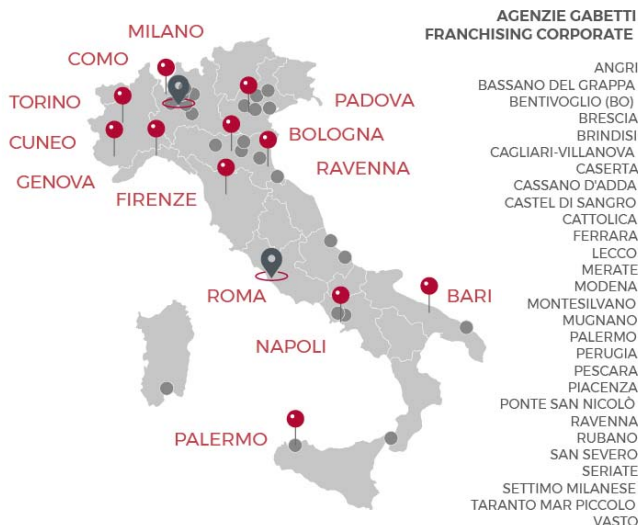 AGENZIE GABETTI
FRANCHISING CORPORATE
MILANO
COMO
TORINO
CUNEO
GENOVA
FIRENZE
PADOVA
BOLOGNA
RAVENNA
ROMA
NAPOLI
BARI
PALERMO
ANGRI
BASSANO DEL GRAPPA
BENTIVOGLIO (BO)
BRESCIA
BRINDISI
CAGLIARI-VILLANOVA
CASERTA
CASSANO D'ADDA
CASTEL DI SANGRO
CATTOLICA
FERRARA
LECCO
MERATE
MODENA
MONTESILVANO
MUGNANO
PALERMO
PERUGIA
PESCARA
PIACENZA
PONTE SAN NICOLÒ
RAVENNA
RUBANO
SAN SEVERO
SERIATE
SETTIMO MILANESE
TARANTO MAR PICCOLO
VASTO